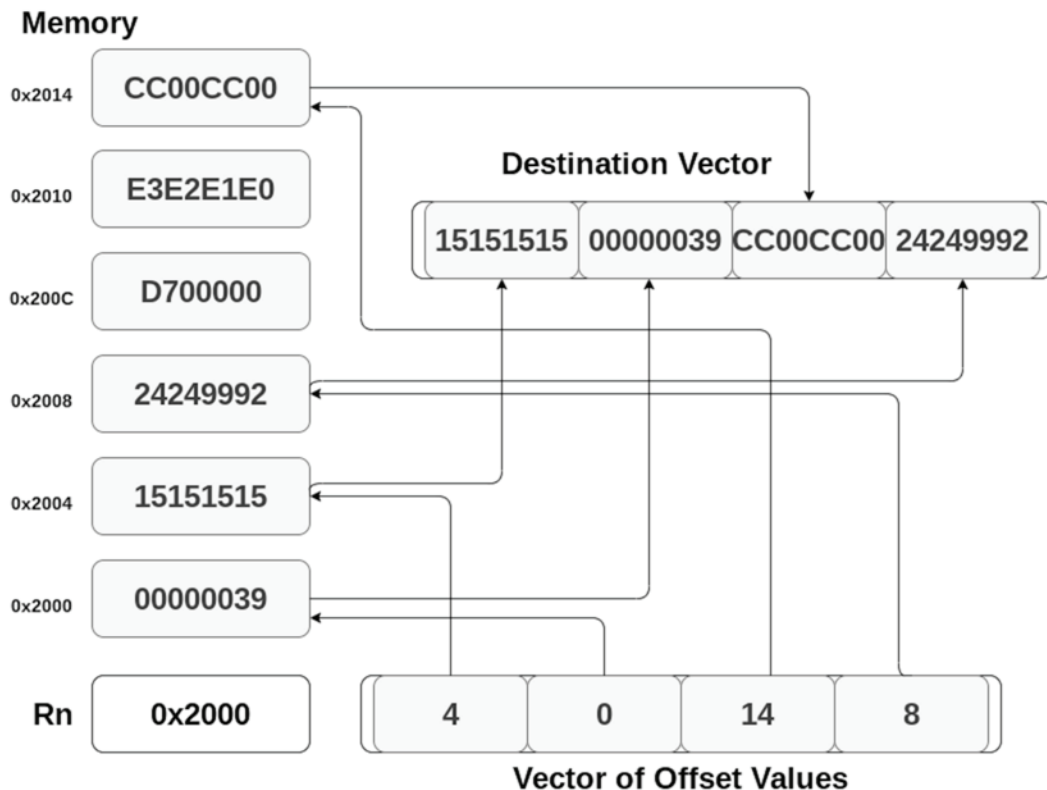 Memory
0x2014 CC00CC00
0x2010 E3E2E1E0
Destination Vector
15151515 00000039 CC00CC00 24249992
0x200C D700000
0x2008 24249992
0x2004 15151515
0x2000 00000039
Rn 0x2000 4 0 14 8
Vector of Offset Values